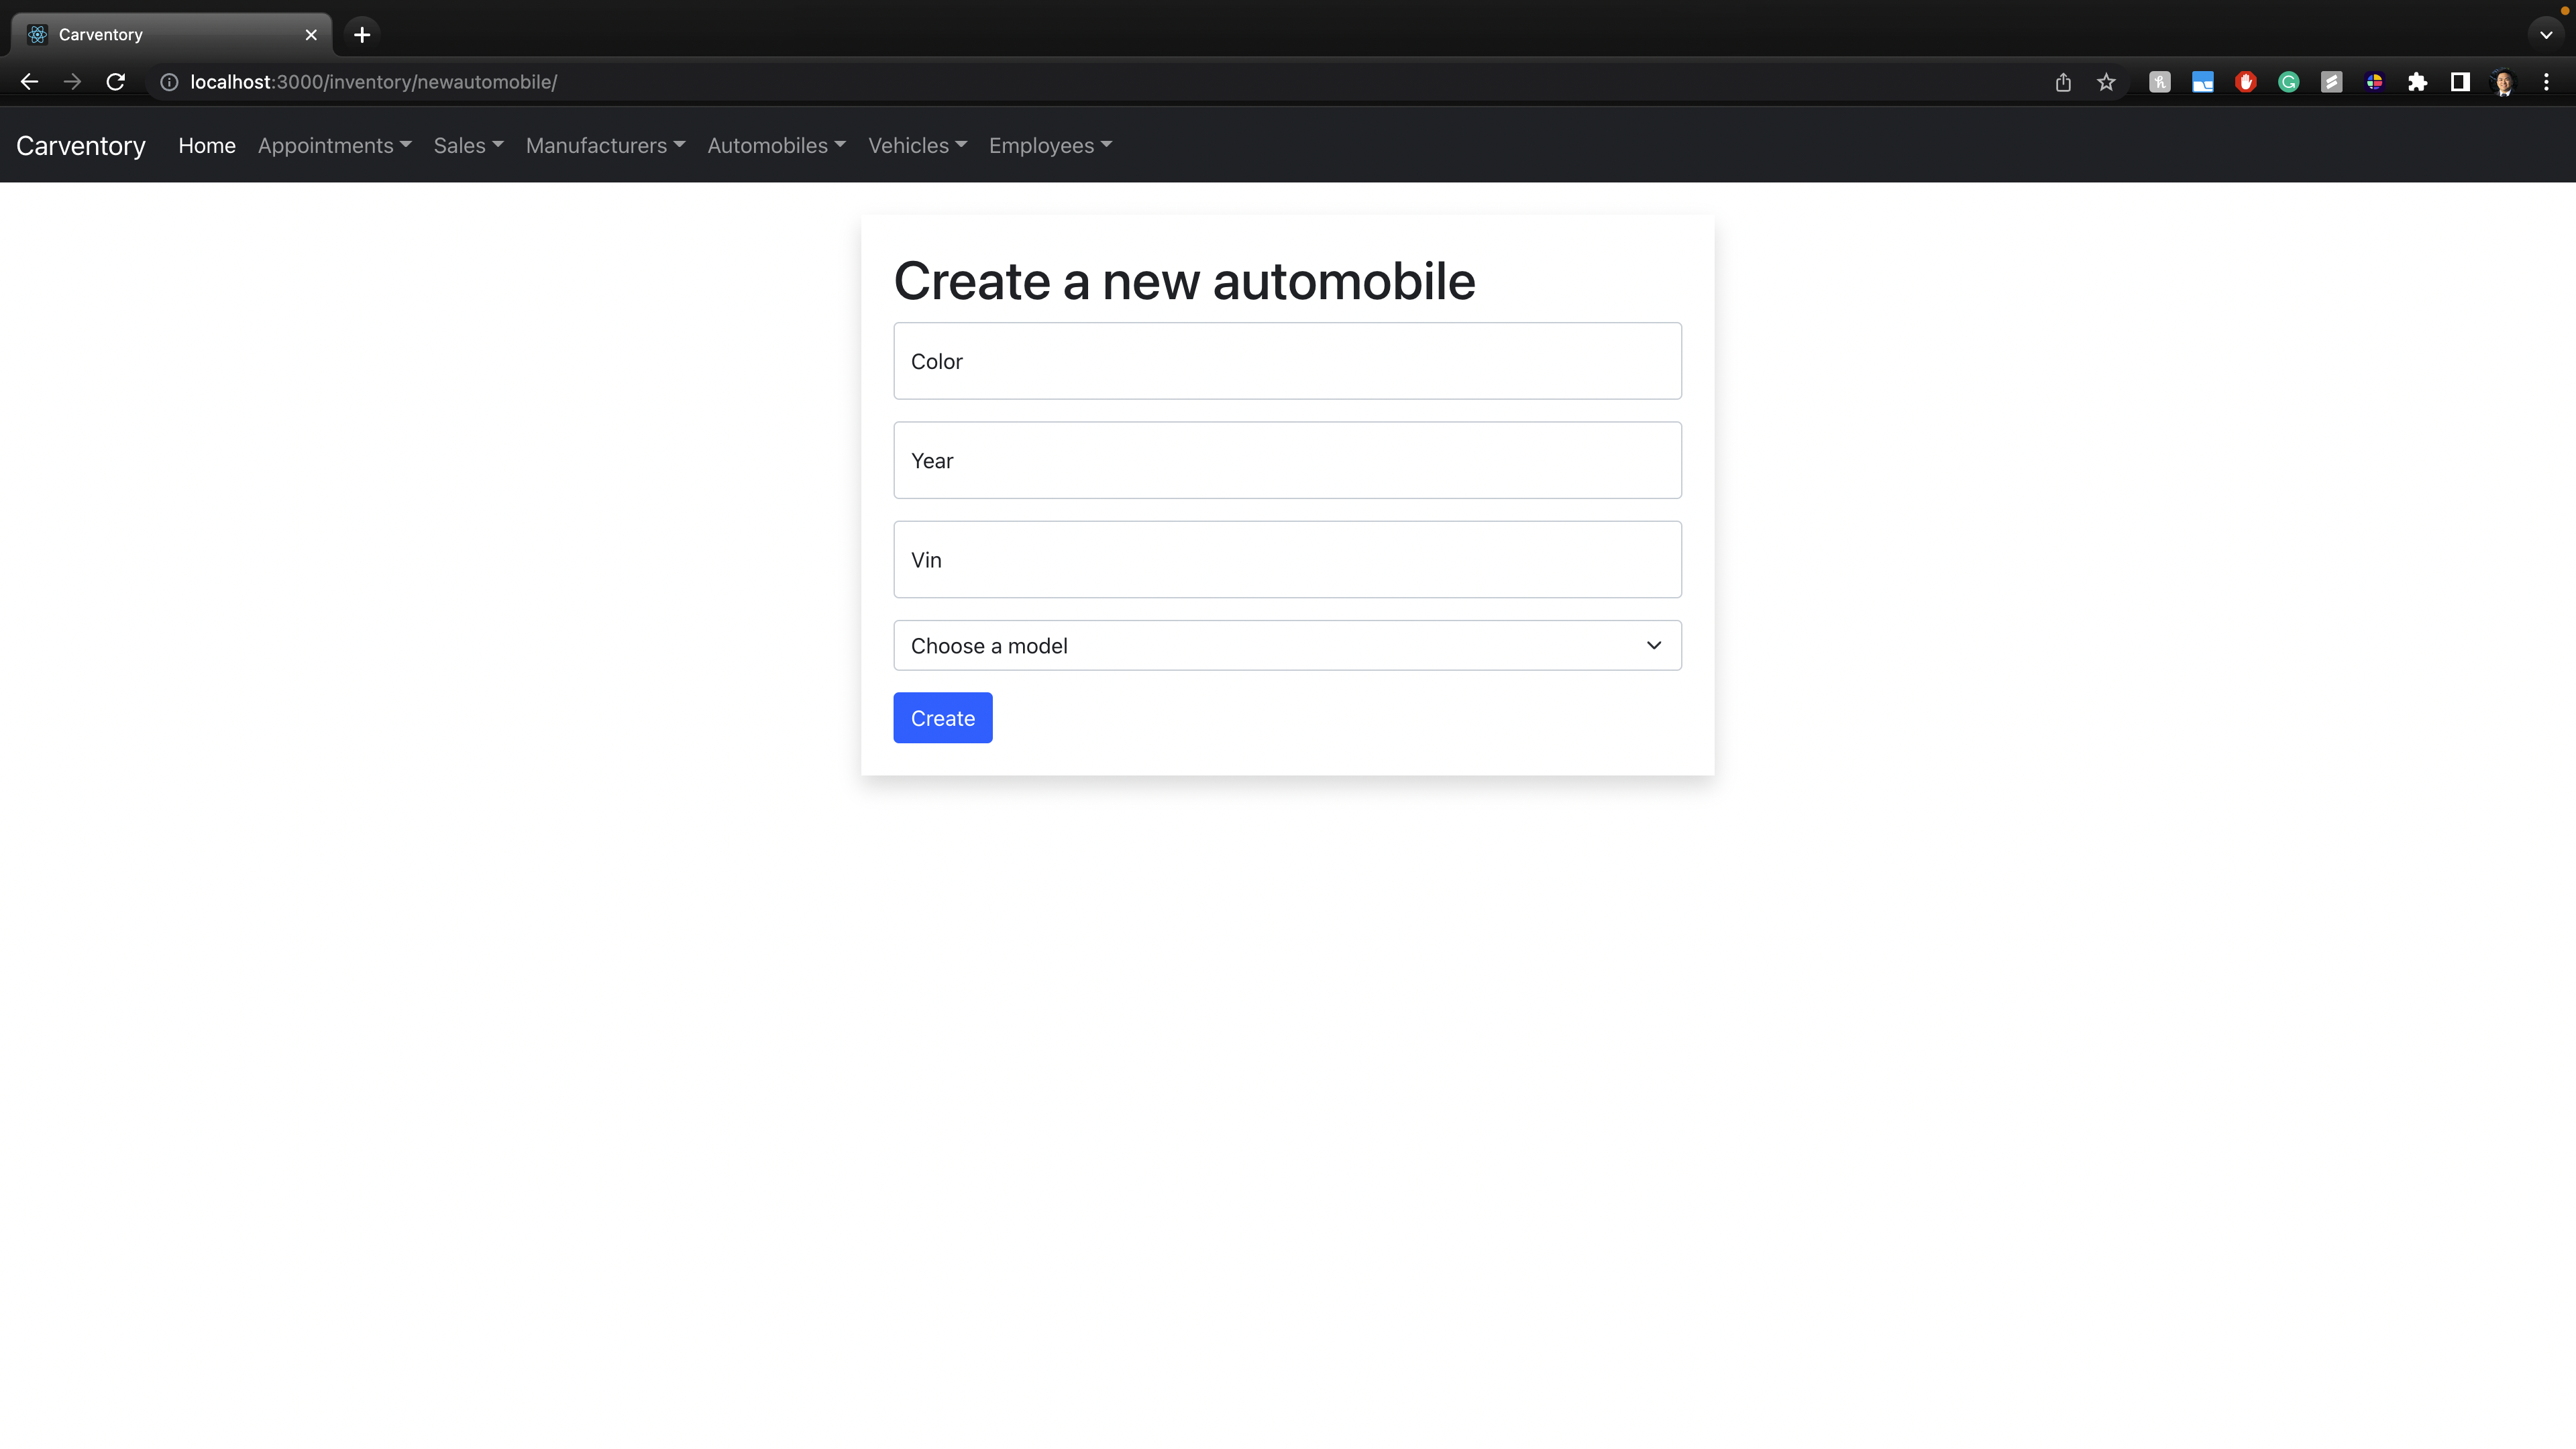 Carventory
localhost:3000/inventory/newautomobile/
Carventory Home Appointments Sales Manufacturers Automobiles Vehicles Employees
Create a new automobile
Color
Year
Vin
Choose a model
Create